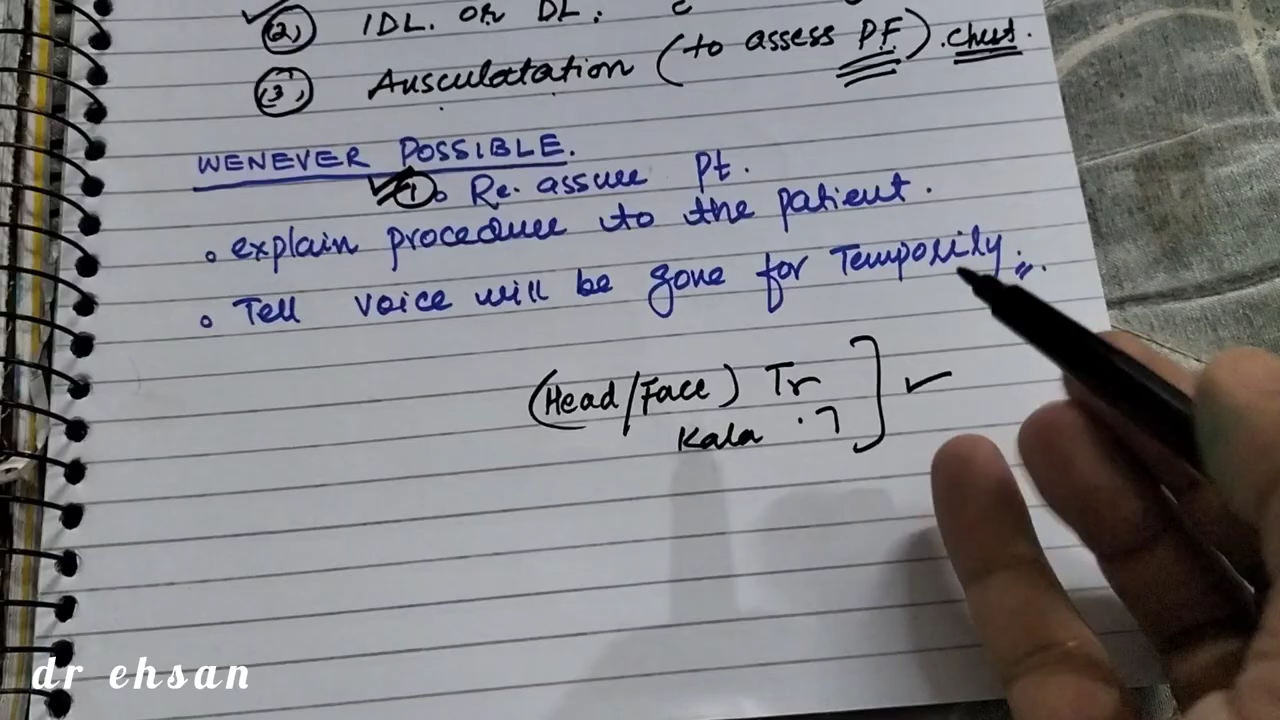 (2) IDL. or DL.
(3) Ausculatation (to assess PF). chest.
WENEVER POSSIBLE.
(1) Re. assure Pt.
explain procedure to the patient.
Tell voice will be gone for Temporily.
(Head/Face) Tr
Kala
dr ehsan